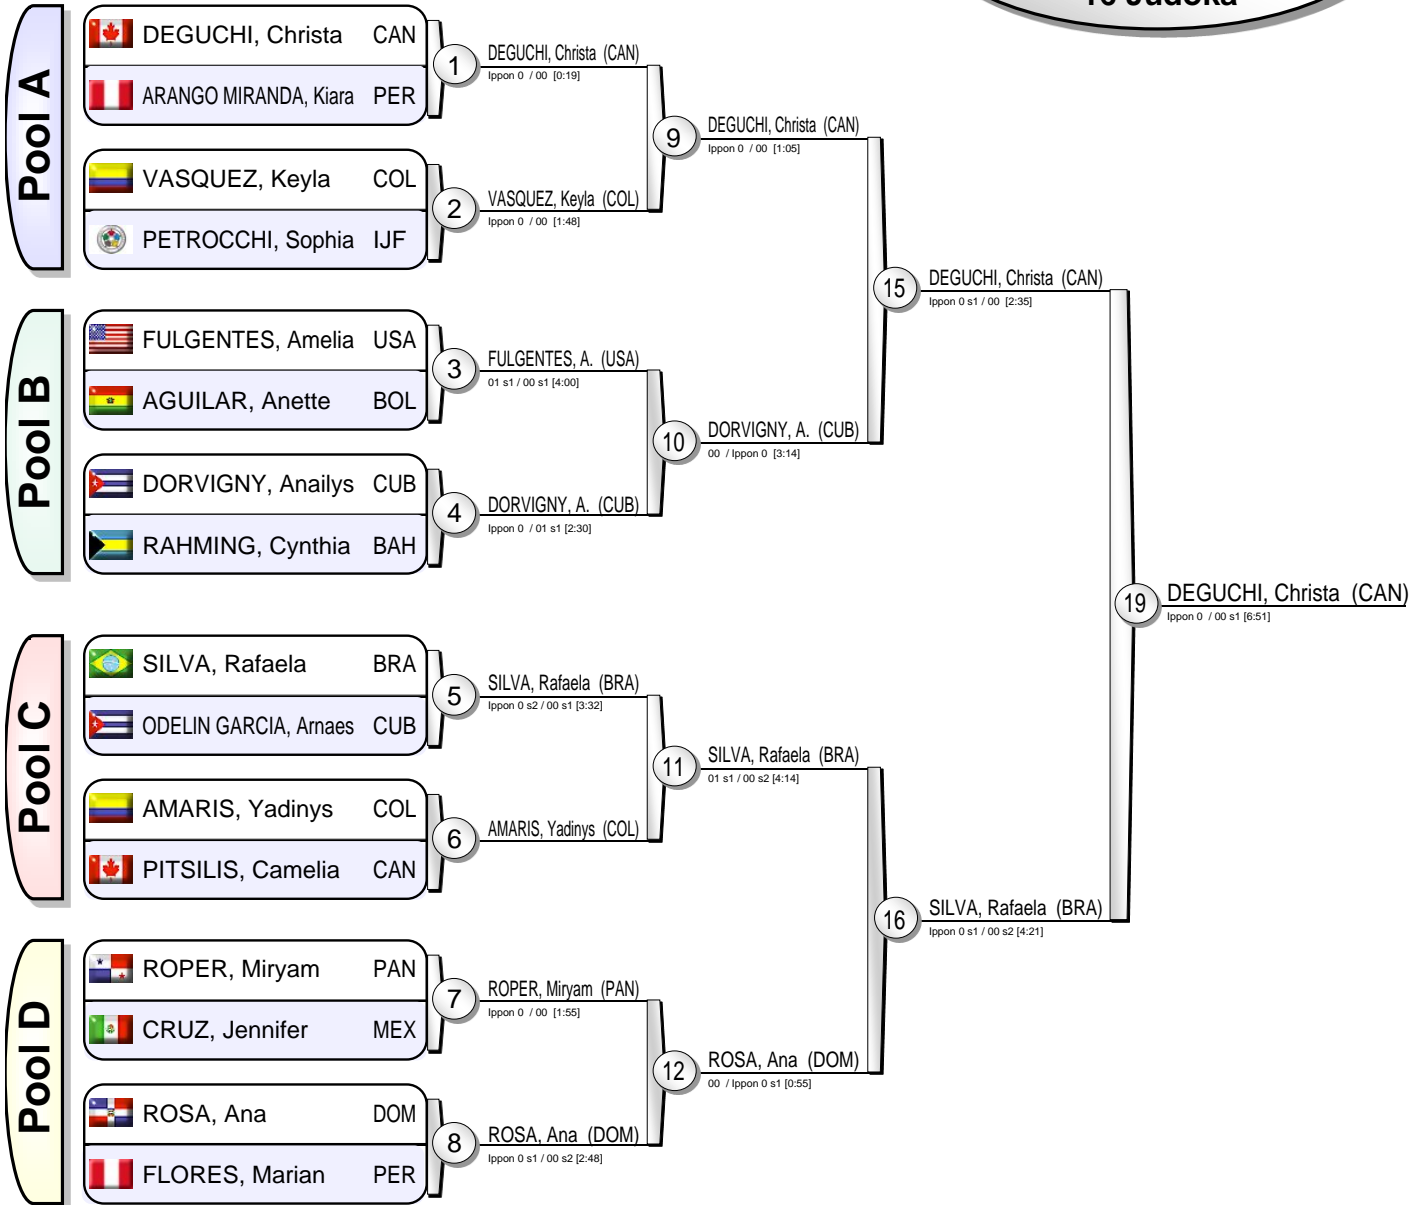 16 Judoka
Pool A
DEGUCHI, Christa CAN
ARANGO MIRANDA, Kiara PER
VASQUEZ, Keyla COL
PETROCCHI, Sophia IJF
1
DEGUCHI, Christa (CAN)
Ippon 0 / 00 [0:19]
2
VASQUEZ, Keyla (COL)
Ippon 0 / 00 [1:48]
9
DEGUCHI, Christa (CAN)
Ippon 0 / 00 [1:05]
Pool B
FULGENTES, Amelia USA
AGUILAR, Anette BOL
DORVIGNY, Anailys CUB
RAHMING, Cynthia BAH
3
FULGENTES, A. (USA)
01 s1 / 00 s1 [4:00]
4
DORVIGNY, A. (CUB)
Ippon 0 / 01 s1 [2:30]
10
DORVIGNY, A. (CUB)
00 / Ippon 0 [3:14]
15
DEGUCHI, Christa (CAN)
Ippon 0 s1 / 00 [2:35]
Pool C
SILVA, Rafaela BRA
ODELIN GARCIA, Arnaes CUB
AMARIS, Yadinys COL
PITSILIS, Camelia CAN
5
SILVA, Rafaela (BRA)
Ippon 0 s2 / 00 s1 [3:32]
6
AMARIS, Yadinys (COL)
11
SILVA, Rafaela (BRA)
01 s1 / 00 s2 [4:14]
Pool D
ROPER, Miryam PAN
CRUZ, Jennifer MEX
ROSA, Ana DOM
FLORES, Marian PER
7
ROPER, Miryam (PAN)
Ippon 0 / 00 [1:55]
8
ROSA, Ana (DOM)
Ippon 0 s1 / 00 s2 [2:48]
12
ROSA, Ana (DOM)
00 / Ippon 0 s1 [0:55]
16
SILVA, Rafaela (BRA)
Ippon 0 s1 / 00 s2 [4:21]
19
DEGUCHI, Christa (CAN)
Ippon 0 / 00 s1 [6:51]